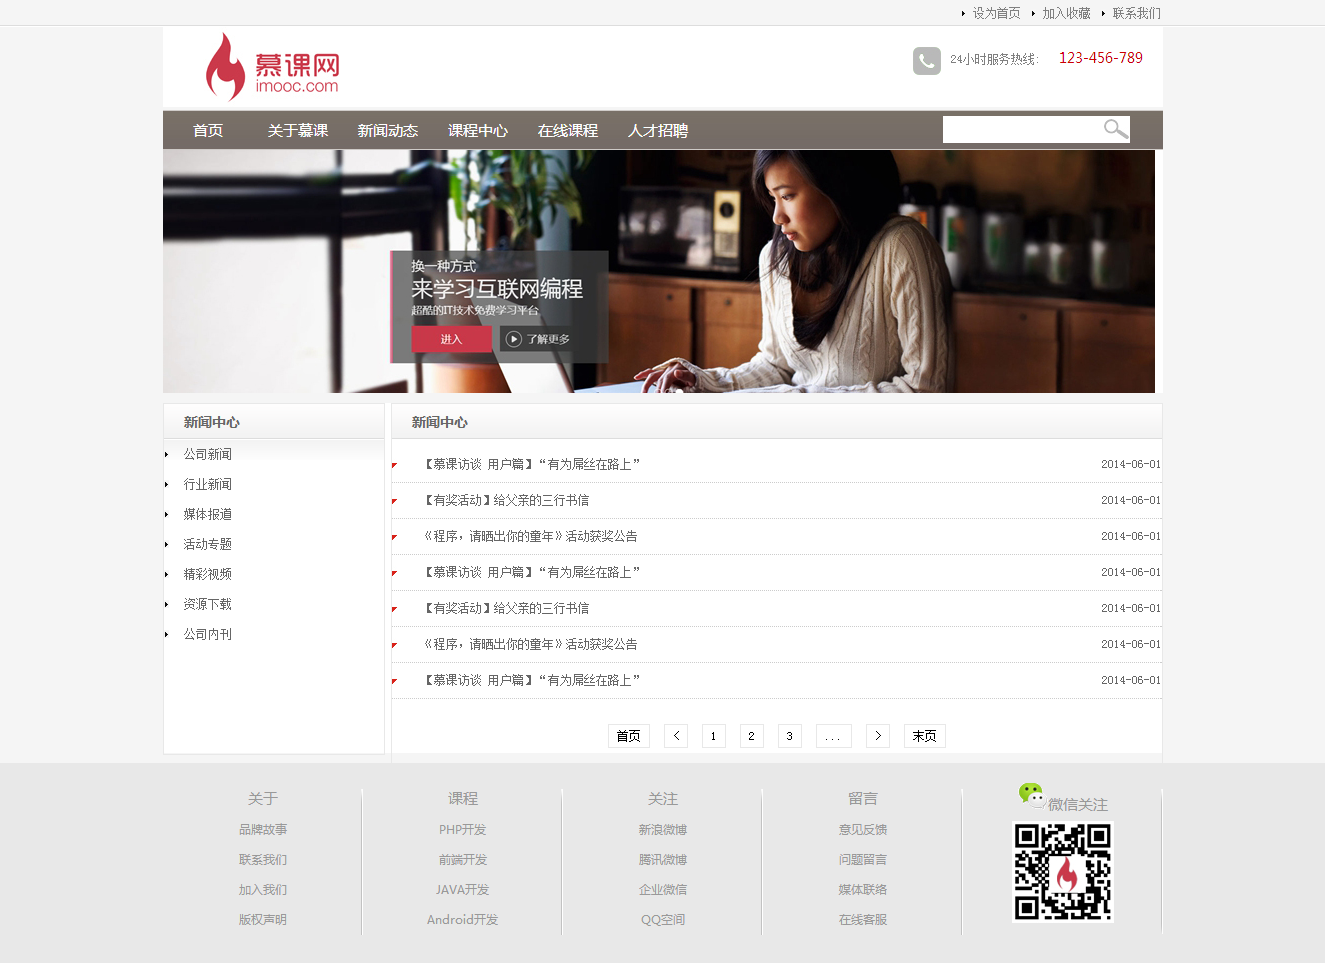 设为首页 加入收藏 联系我们
慕课网
imooc.com
24小时服务热线: 123-456-789
首页 关于慕课 新闻动态 课程中心 在线课程 人才招聘
换一种方式
来学习互联网编程
超酷的IT技术免费学习平台
进入 了解更多
新闻中心
公司新闻
行业新闻
媒体报道
活动专题
精彩视频
资源下载
公司内刊
新闻中心
【慕课访谈 用户篇】“有为屌丝在路上” 2014-06-01
【有奖活动】给父亲的三行书信 2014-06-01
《程序，请晒出你的童年》活动获奖公告 2014-06-01
【慕课访谈 用户篇】“有为屌丝在路上” 2014-06-01
【有奖活动】给父亲的三行书信 2014-06-01
《程序，请晒出你的童年》活动获奖公告 2014-06-01
【慕课访谈 用户篇】“有为屌丝在路上” 2014-06-01
首页 < 1 2 3 ... > 末页
关于
品牌故事
联系我们
加入我们
版权声明
课程
PHP开发
前端开发
JAVA开发
Android开发
关注
新浪微博
腾讯微博
企业微信
QQ空间
留言
意见反馈
问题留言
媒体联络
在线客服
微信关注